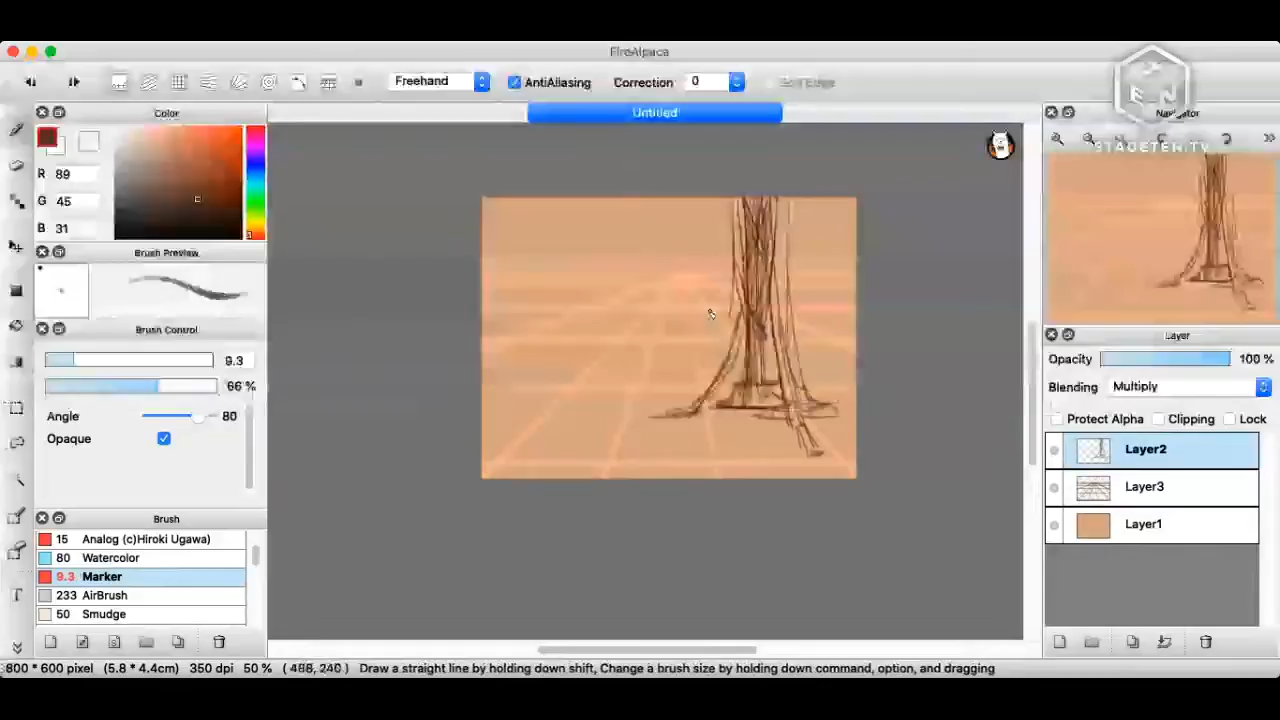 FireAlpaca
Freehand
AntiAliasing
Correction
0
Color
Untitled
Navigator
STAGETEN.TV
R 89
G 45
B 31
Brush Preview
Brush Control
9.3
66 %
Angle
80
Opaque
Layer
Opacity
100 %
Blending
Multiply
Protect Alpha
Clipping
Lock
Layer2
Layer3
Layer1
Brush
15 Analog (c)Hiroki Ugawa)
80 Watercolor
9.3 Marker
233 AirBrush
50 Smudge
800 * 600 pixel (5.8 * 4.4cm) 350 dpi 50 % ( 488, 240 ) Draw a straight line by holding down shift, Change a brush size by holding down command, option, and dragging